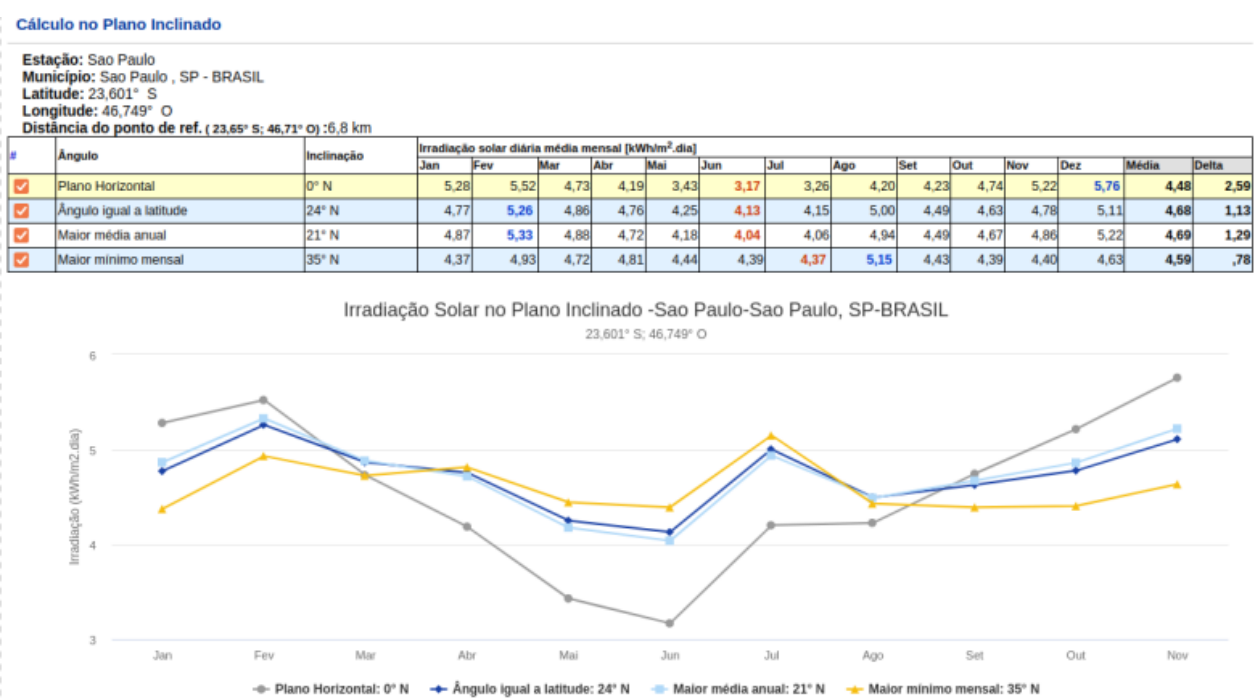 Cálculo no Plano Inclinado
Estação: Sao Paulo
Município: Sao Paulo , SP - BRASIL
Latitude: 23,601° S
Longitude: 46,749° O
Distância do ponto de ref. ( 23,65° S; 46,71° O) :6,8 km
# Ângulo Inclinação Irradiação solar diária média mensal [kWh/m².dia]
Jan Fev Mar Abr Mai Jun Jul Ago Set Out Nov Dez Média Delta
Plano Horizontal 0° N 5,28 5,52 4,73 4,19 3,43 3,17 3,26 4,20 4,23 4,74 5,22 5,76 4,48 2,59
Ângulo igual a latitude 24° N 4,77 5,26 4,86 4,76 4,25 4,13 4,15 5,00 4,49 4,63 4,78 5,11 4,68 1,13
Maior média anual 21° N 4,87 5,33 4,88 4,72 4,18 4,04 4,06 4,94 4,49 4,67 4,86 5,22 4,69 1,29
Maior mínimo mensal 35° N 4,37 4,93 4,72 4,81 4,44 4,39 4,37 5,15 4,43 4,39 4,40 4,63 4,59 ,78
Irradiação Solar no Plano Inclinado -Sao Paulo-Sao Paulo, SP-BRASIL
23,601° S; 46,749° O
Irradiação (kWh/m2.dia)
6
5
4
3
Jan Fev Mar Abr Mai Jun Jul Ago Set Out Nov
Plano Horizontal: 0° N Ângulo igual a latitude: 24° N Maior média anual: 21° N Maior mínimo mensal: 35° N